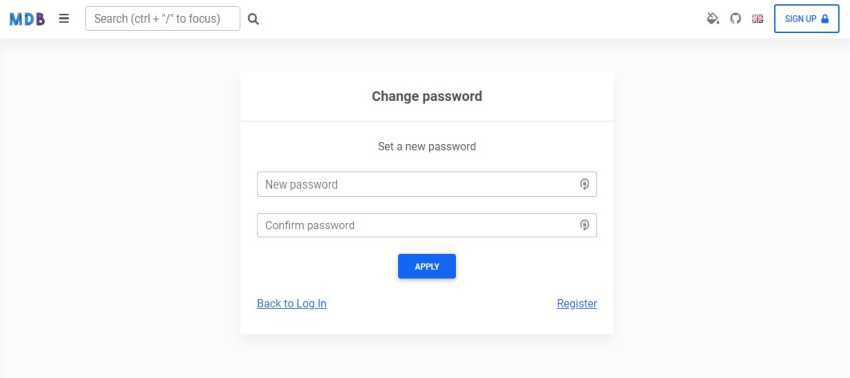 MDB
Search (ctrl + "/" to focus)
SIGN UP
Change password
Set a new password
New password
Confirm password
APPLY
Back to Log In
Register